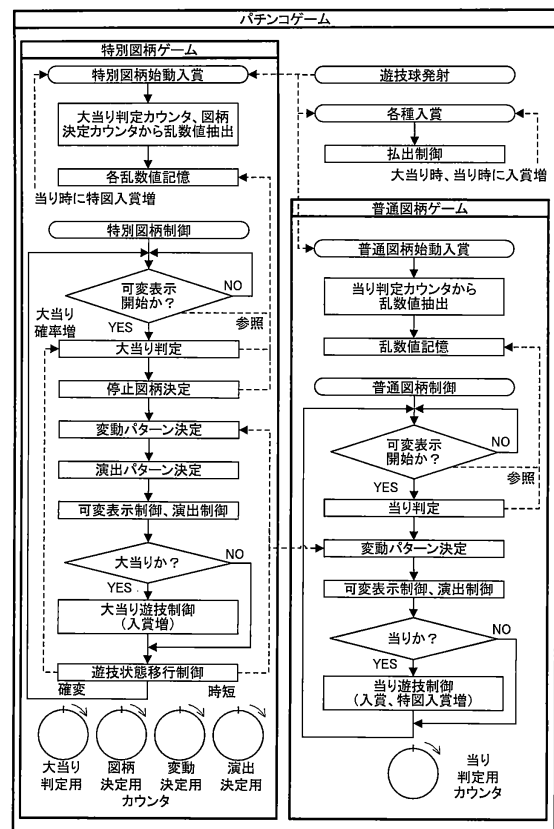 パチンコゲーム
特別図柄ゲーム
特別図柄始動入賞
大当り判定カウンタ、図柄
決定カウンタから乱数値抽出
各乱数値記憶
当り時に特図入賞増
特別図柄制御
可変表示
開始か？
NO
YES
参照
大当り
確率増
大当り判定
停止図柄決定
変動パターン決定
演出パターン決定
可変表示制御、演出制御
大当りか？
NO
YES
大当り遊技制御
(入賞増)
遊技状態移行制御
確変
時短
大当り
判定用
図柄
決定用
変動
決定用
演出
決定用
カウンタ
遊技球発射
各種入賞
払出制御
大当り時、当り時に入賞増
普通図柄ゲーム
普通図柄始動入賞
当り判定カウンタから
乱数値抽出
乱数値記憶
普通図柄制御
可変表示
開始か？
NO
YES
参照
当り判定
変動パターン決定
可変表示制御、演出制御
当りか？
NO
YES
当り遊技制御
(入賞、特図入賞増)
当り
判定用
カウンタ